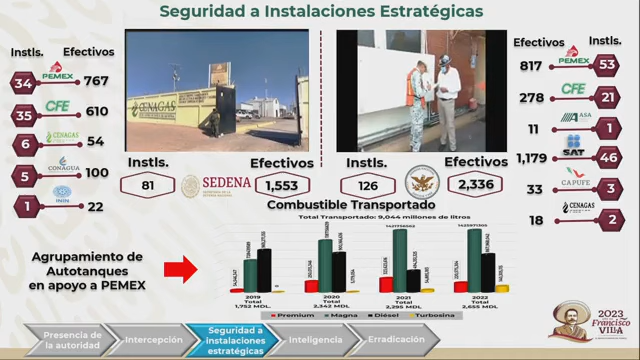 Seguridad a Instalaciones Estratégicas
Instls. Efectivos
34 PEMEX 767
35 CFE 610
6 CENAGAS 54
5 CONAGUA 100
1 22
CENAGAS
Instls. Efectivos
81 SEDENA 1,553
Instls. Efectivos
126 2,336
Efectivos Instls.
817 PEMEX 53
278 CFE 21
11 ASA 1
1,179 SAT 46
33 CAPUFE 3
18 CENAGAS 2
Combustible Transportado
Total Transportado: 9,044 millones de litros
Agrupamiento de
Autotanques
en apoyo a PEMEX
2019 2020 2021 2022
Total Total Total Total
1,752 MDL. 2,342 MDL. 2,295 MDL. 2,655 MDL.
Premium Magna Diésel Turbosina
Presencia de
la autoridad
Intercepción
Seguridad a
instalaciones
estratégicas
Inteligencia
Erradicación
2023
Francisco
VILLA